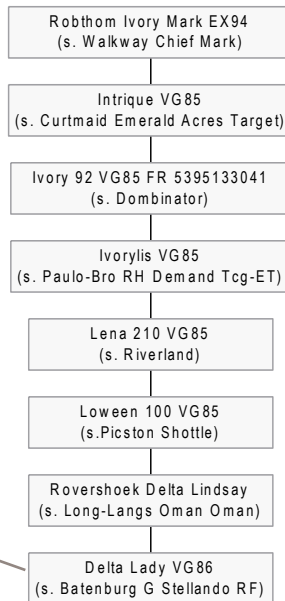 Robthom Ivory Mark EX94
(s. Walkway Chief Mark)
Intrique VG85
(s. Curtmaid Emerald Acres Target)
Ivory 92 VG85 FR 5395133041
(s. Dombinator)
Ivorylis VG85
(s. Paulo-Bro RH Demand Tcg-ET)
Lena 210 VG85
(s. Riverland)
Loween 100 VG85
(s.Picston Shottle)
Rovershoek Delta Lindsay
(s. Long-Langs Oman Oman)
Delta Lady VG86
(s. Batenburg G Stellando RF)